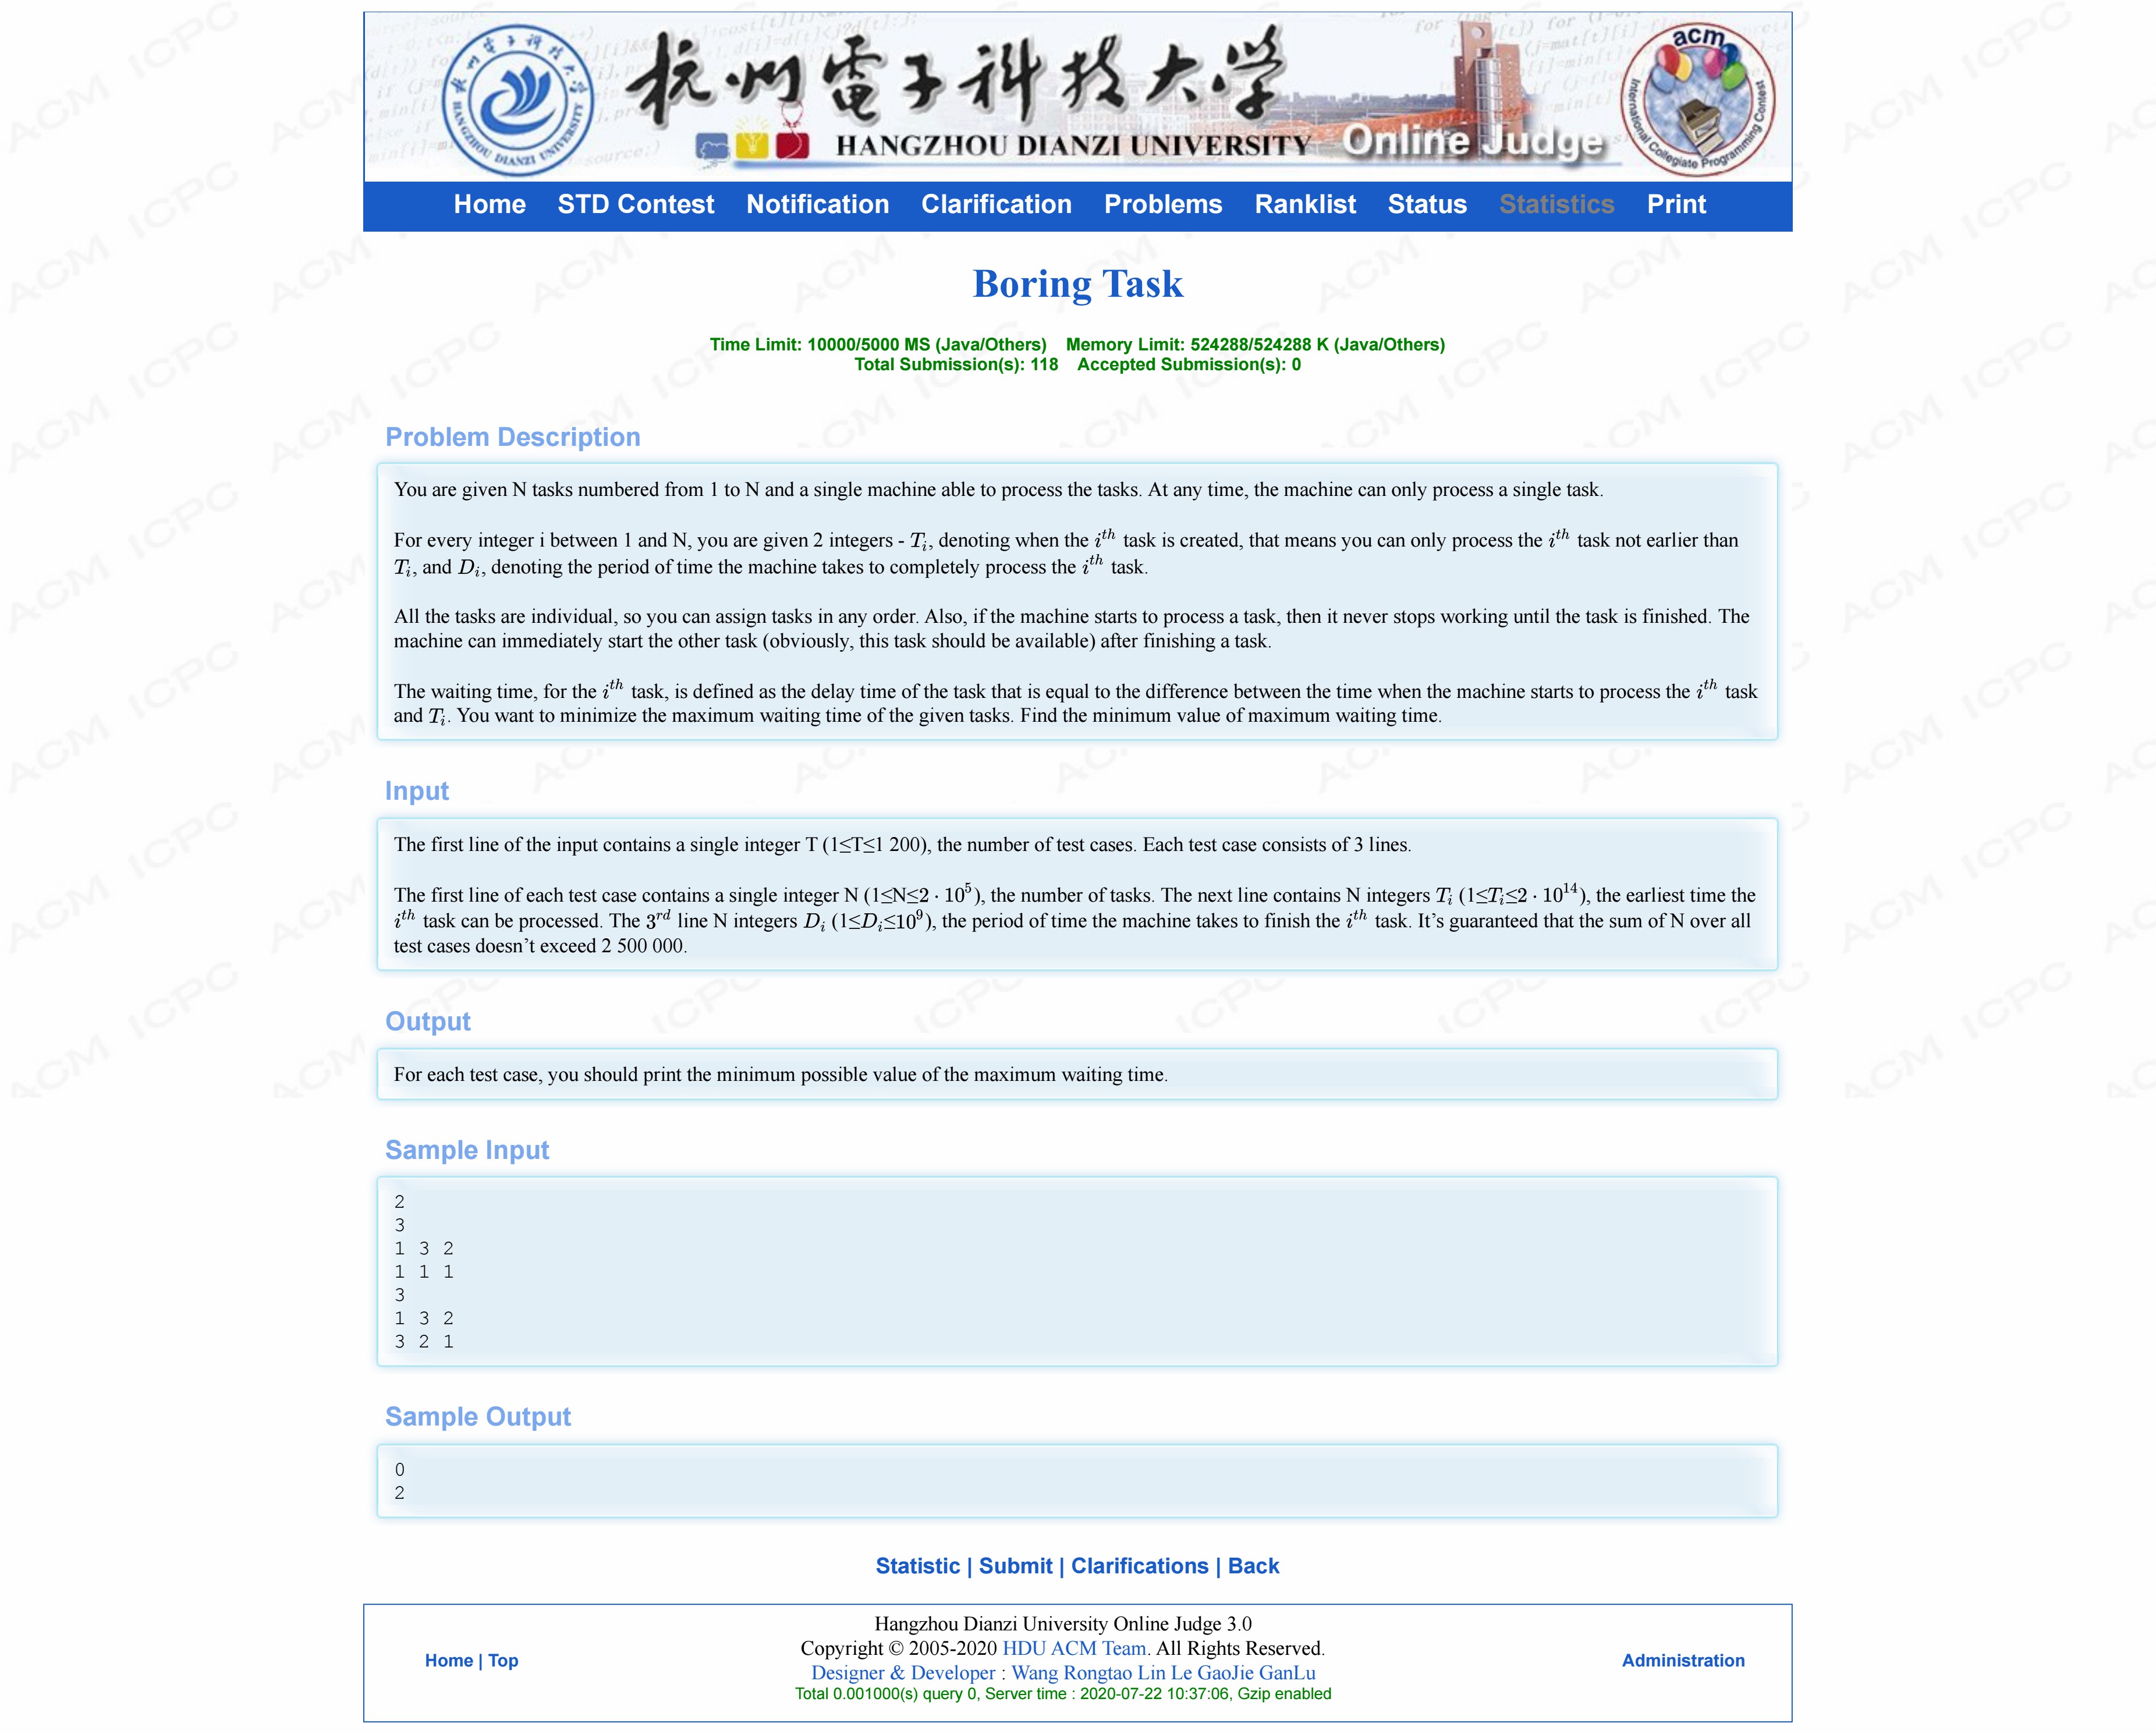 杭州電子科技大学
HANGZHOU DIANZI UNIVERSITY Online Judge
acm
International Collegiate Programming Contest
Home STD Contest Notification Clarification Problems Ranklist Status Statistics Print
Boring Task
Time Limit: 10000/5000 MS (Java/Others) Memory Limit: 524288/524288 K (Java/Others)
Total Submission(s): 118 Accepted Submission(s): 0
Problem Description
You are given N tasks numbered from 1 to N and a single machine able to process the tasks. At any time, the machine can only process a single task.
For every integer i between 1 and N, you are given 2 integers - T_i, denoting when the i^th task is created, that means you can only process the i^th task not earlier than
T_i, and D_i, denoting the period of time the machine takes to completely process the i^th task.
All the tasks are individual, so you can assign tasks in any order. Also, if the machine starts to process a task, then it never stops working until the task is finished. The
machine can immediately start the other task (obviously, this task should be available) after finishing a task.
The waiting time, for the i^th task, is defined as the delay time of the task that is equal to the difference between the time when the machine starts to process the i^th task
and T_i. You want to minimize the maximum waiting time of the given tasks. Find the minimum value of maximum waiting time.
Input
The first line of the input contains a single integer T (1≤T≤1 200), the number of test cases. Each test case consists of 3 lines.
The first line of each test case contains a single integer N (1≤N≤2 · 10^5), the number of tasks. The next line contains N integers T_i (1≤T_i≤2 · 10^14), the earliest time the
i^th task can be processed. The 3^rd line N integers D_i (1≤D_i≤10^9), the period of time the machine takes to finish the i^th task. It’s guaranteed that the sum of N over all
test cases doesn’t exceed 2 500 000.
Output
For each test case, you should print the minimum possible value of the maximum waiting time.
Sample Input
2
3
1 3 2
1 1 1
3
1 3 2
3 2 1
Sample Output
0
2
Statistic | Submit | Clarifications | Back
Home | Top
Hangzhou Dianzi University Online Judge 3.0
Copyright © 2005-2020 HDU ACM Team. All Rights Reserved.
Designer & Developer : Wang Rongtao Lin Le GaoJie GanLu
Total 0.001000(s) query 0, Server time : 2020-07-22 10:37:06, Gzip enabled
Administration